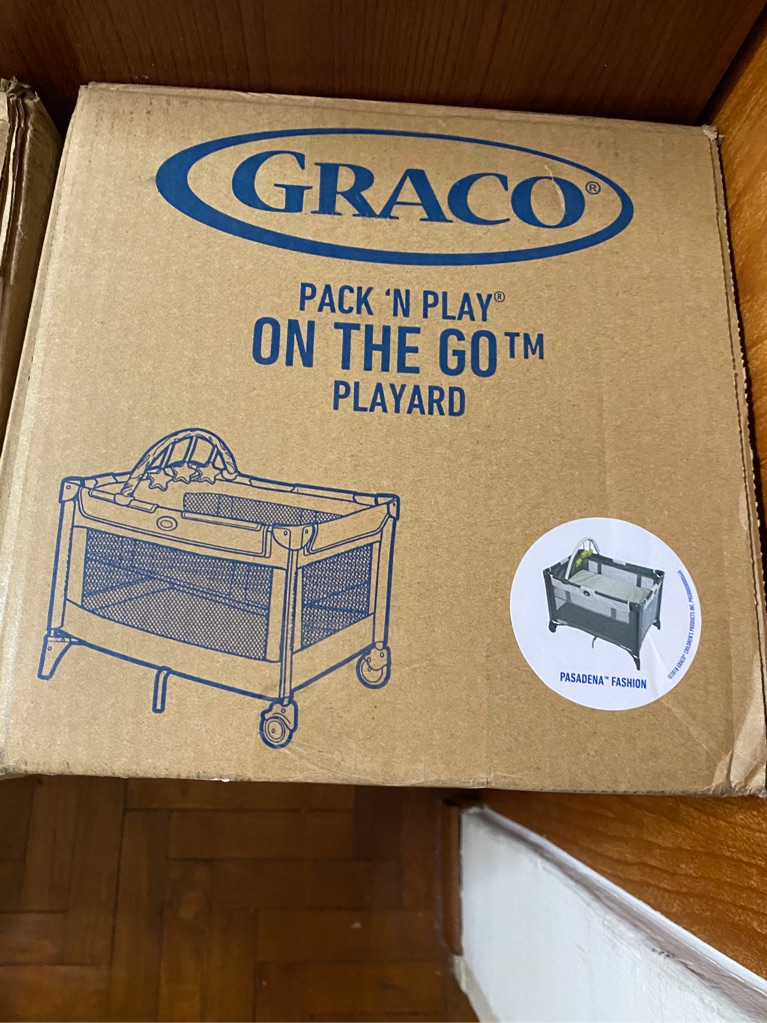 GRACO®
PACK 'N PLAY®
ON THE GO™
PLAYARD
PASADENA™ FASHION